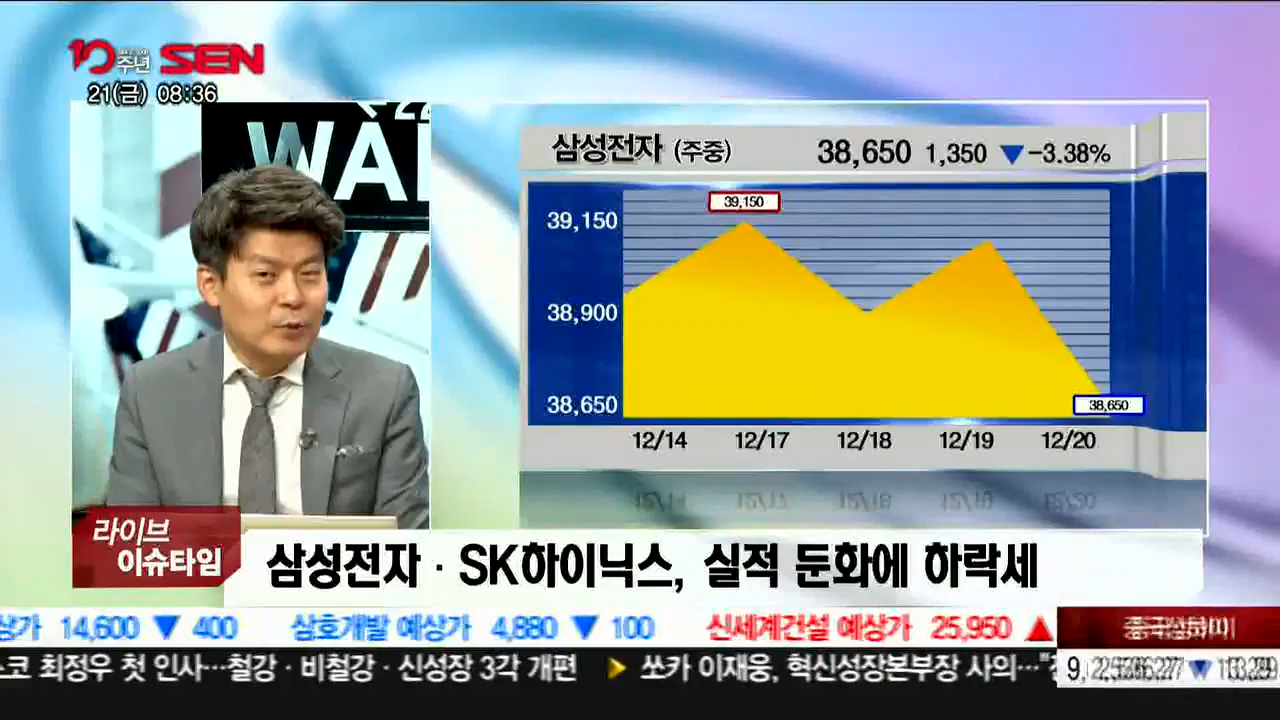 10주년 SEN
21(금) 08:36
WÀ
삼성전자 (주중) 38,650 1,350 ▼-3.38%
39,150
39,150
38,900
38,650
38,650
12/14 12/17 12/18 12/19 12/20
라이브
이슈타임
삼성전자·SK하이닉스, 실적 둔화에 하락세
상가 14,600 ▼ 400 삼호개발 예상가 4,880 ▼ 100 신세계건설 예상가 25,950 ▲
스코 최정우 첫 인사…철강·비철강·신성장 3각 개편 ▶ 쏘카 이재웅, 혁신성장본부장 사의…"